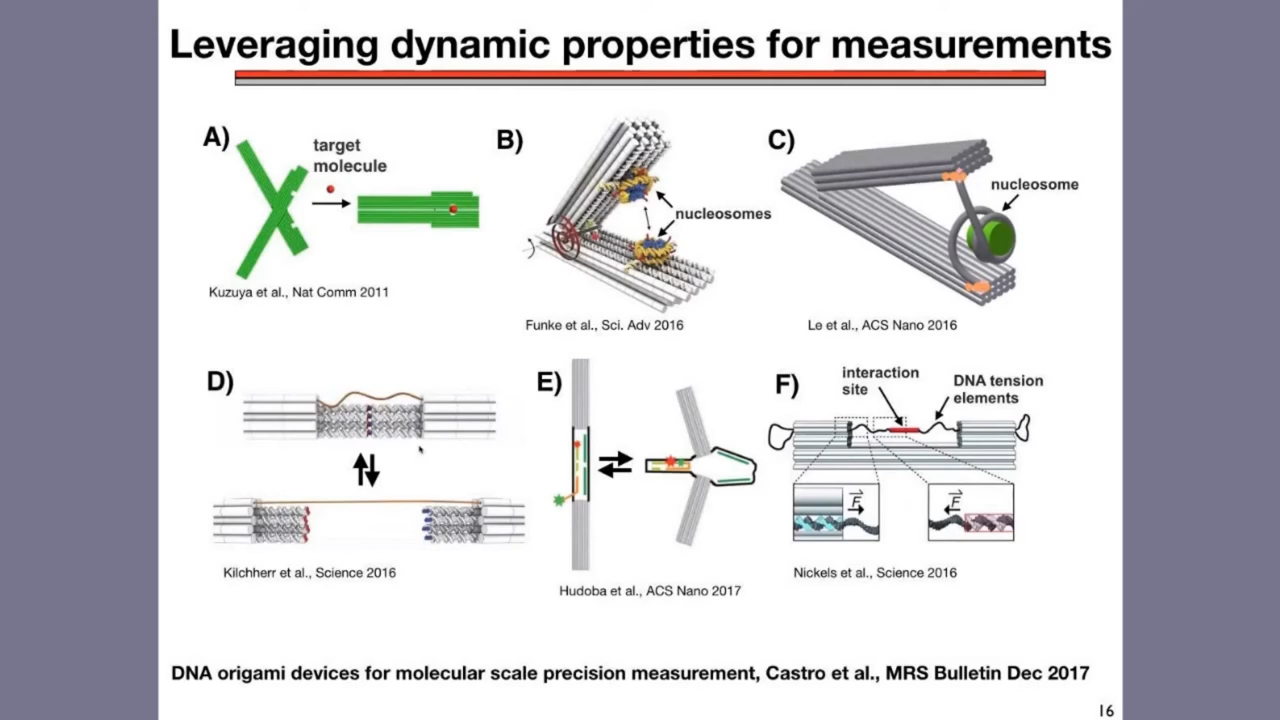 Leveraging dynamic properties for measurements
A)
target
molecule
Kuzuya et al., Nat Comm 2011
B)
nucleosomes
Funke et al., Sci. Adv 2016
C)
nucleosome
Le et al., ACS Nano 2016
D)
Kilchherr et al., Science 2016
E)
Hudoba et al., ACS Nano 2017
F)
interaction
site
DNA tension
elements
F
F
Nickels et al., Science 2016
DNA origami devices for molecular scale precision measurement, Castro et al., MRS Bulletin Dec 2017
16